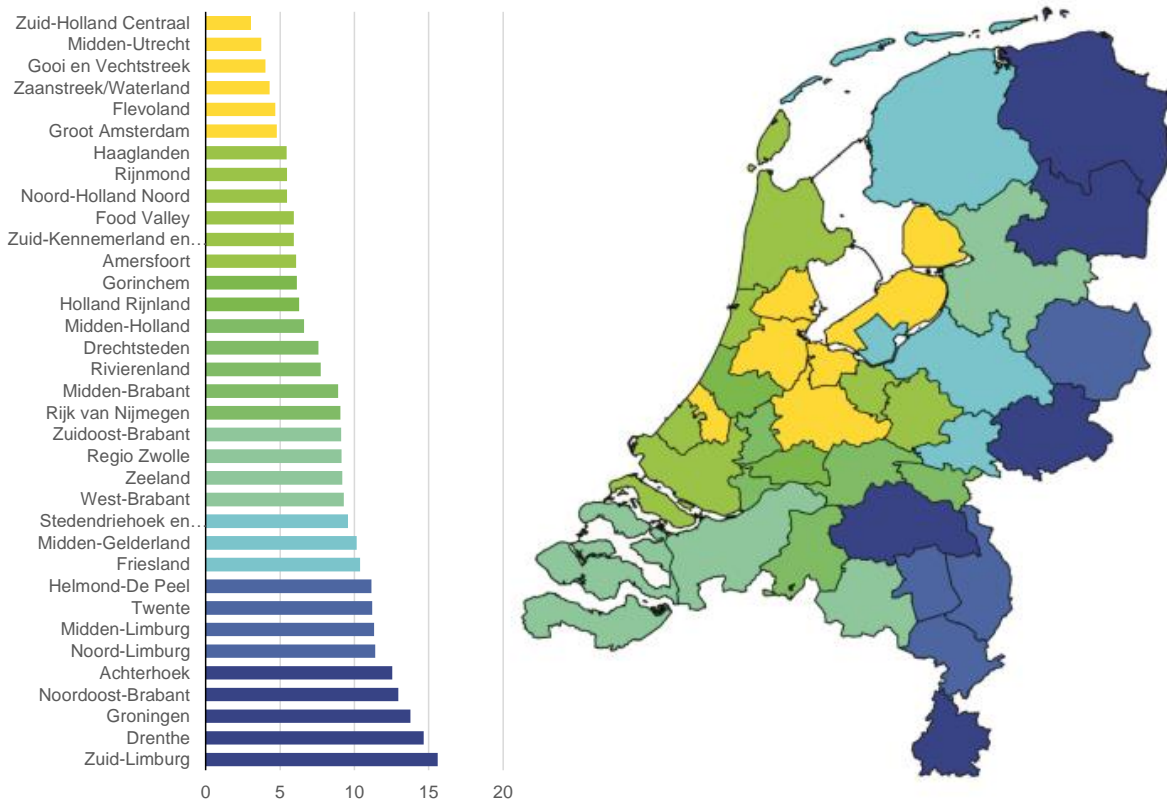 Zuid-Holland Centraal
Midden-Utrecht
Gooi en Vechtstreek
Zaanstreek/Waterland
Flevoland
Groot Amsterdam
Haaglanden
Rijnmond
Noord-Holland Noord
Food Valley
Zuid-Kennemerland en…
Amersfoort
Gorinchem
Holland Rijnland
Midden-Holland
Drechtsteden
Rivierenland
Midden-Brabant
Rijk van Nijmegen
Zuidoost-Brabant
Regio Zwolle
Zeeland
West-Brabant
Stedendriehoek en…
Midden-Gelderland
Friesland
Helmond-De Peel
Twente
Midden-Limburg
Noord-Limburg
Achterhoek
Noordoost-Brabant
Groningen
Drenthe
Zuid-Limburg
0 5 10 15 20